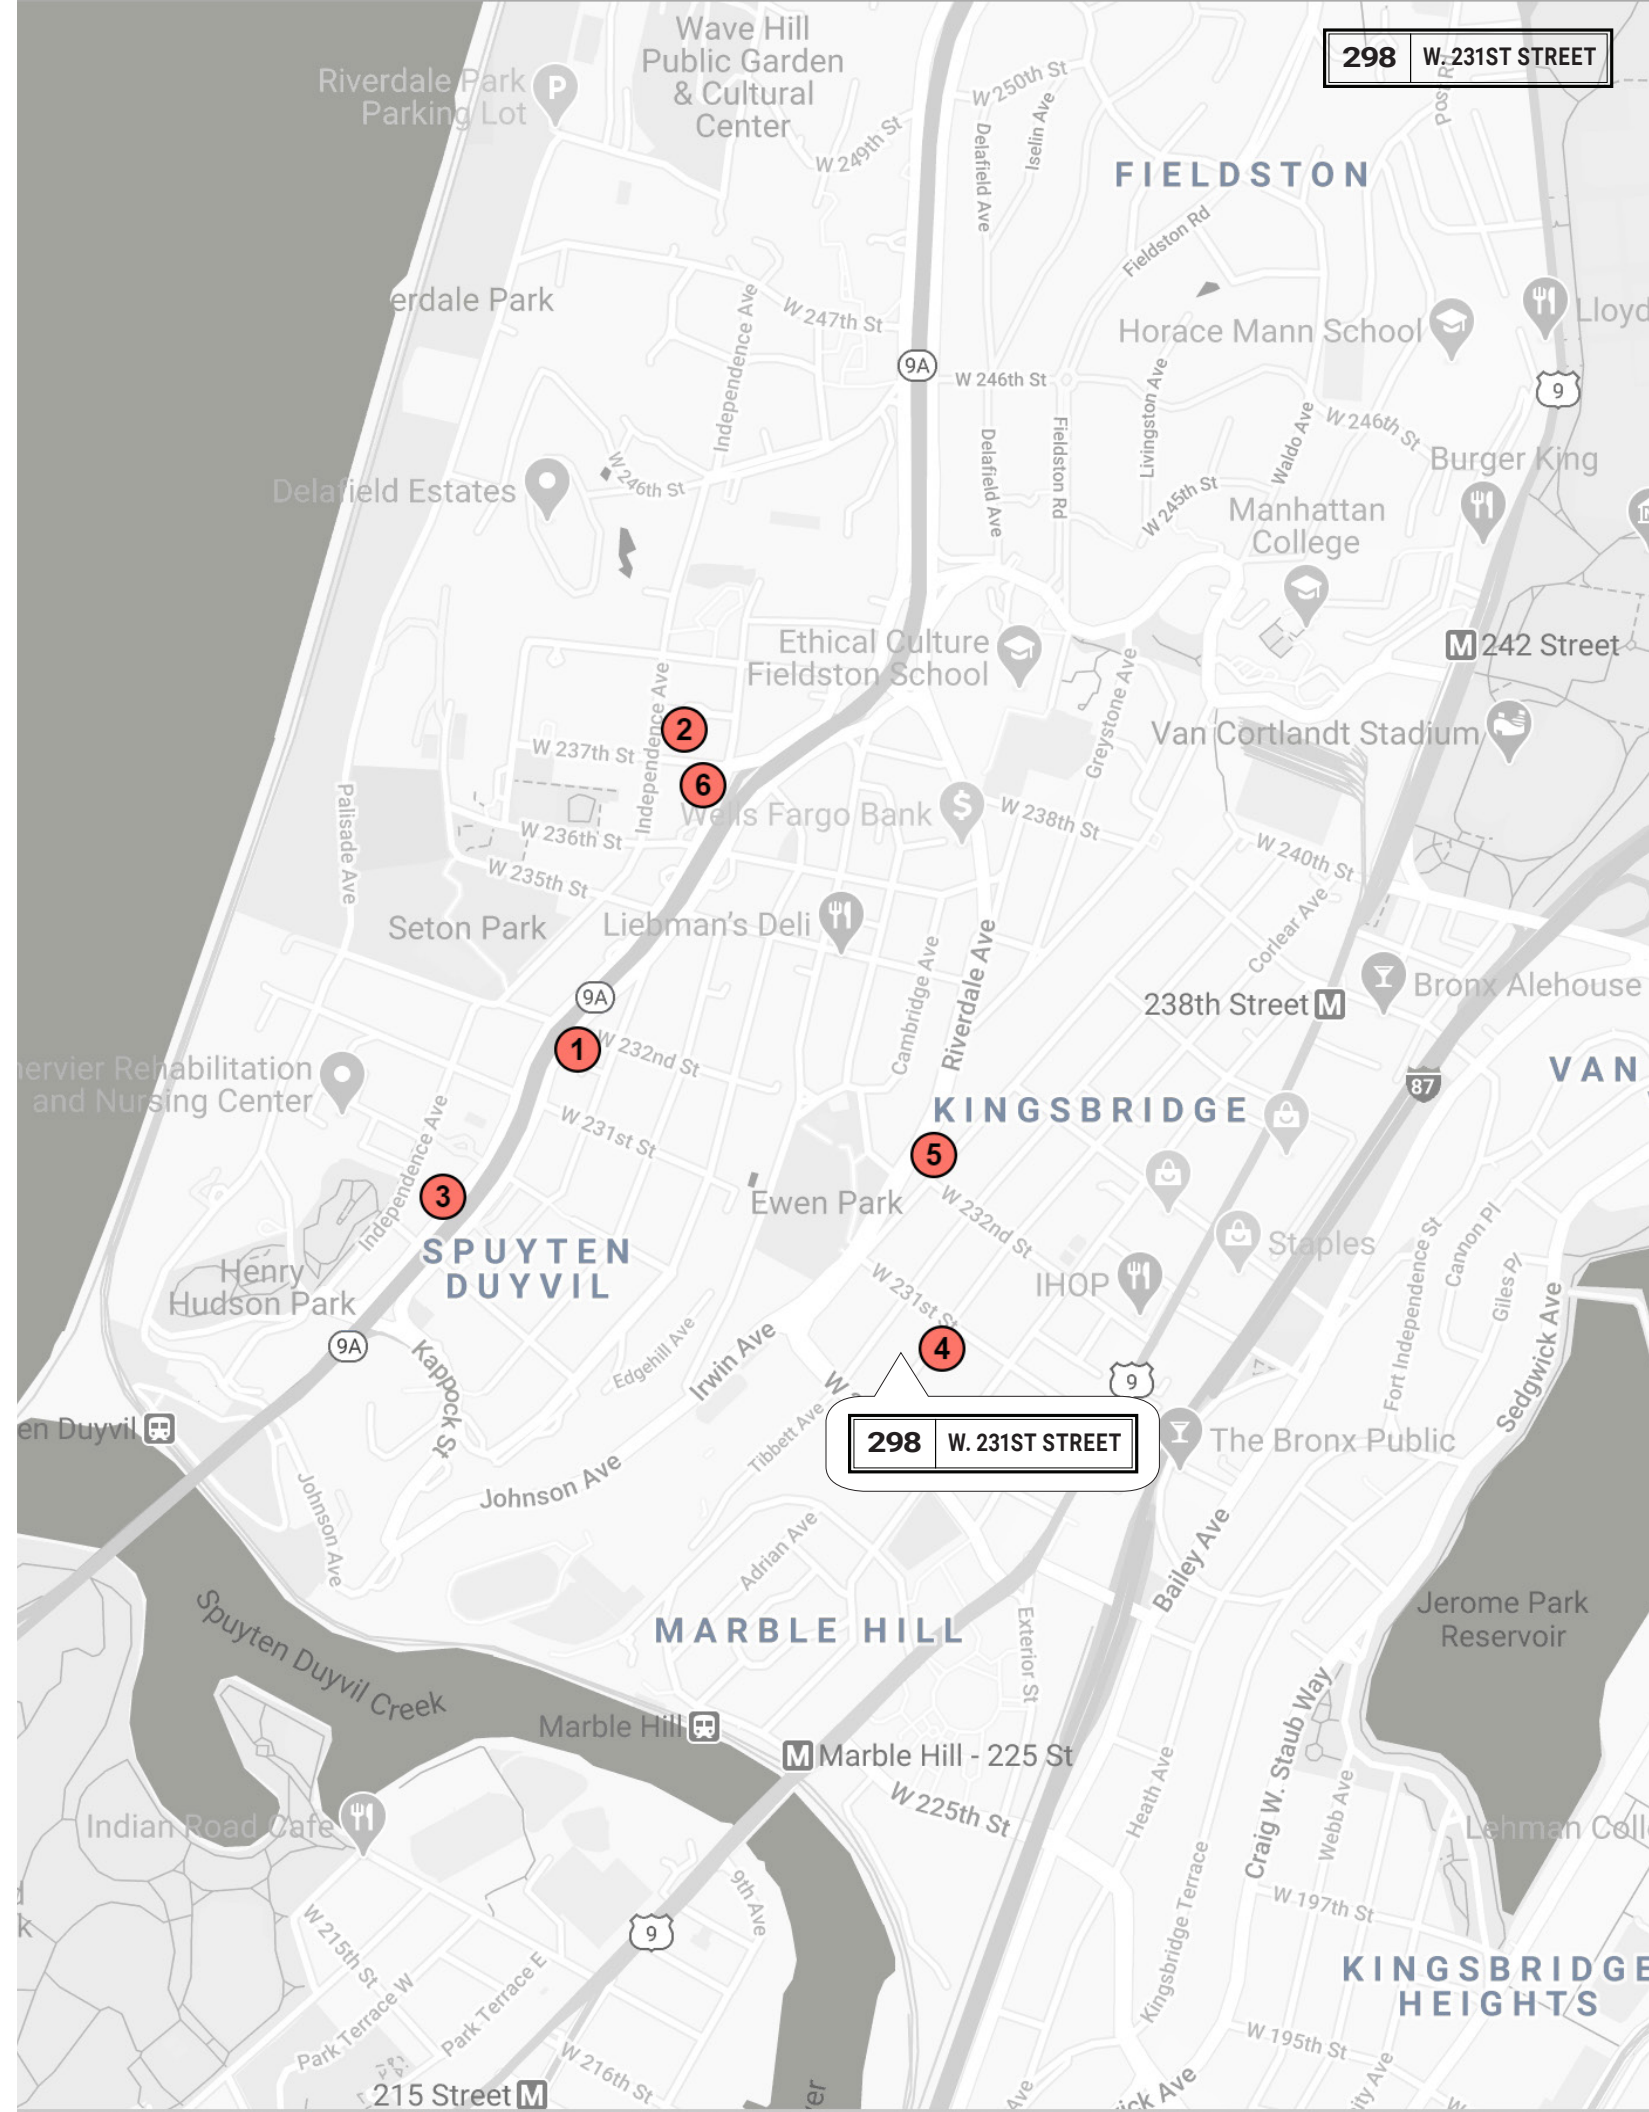 Wave Hill
Public Garden
& Cultural
Center
298 W. 231ST STREET
Riverdale Park
Parking Lot
P
W 250th St
Iselin Ave
Delafield Ave
W 249th St
FIELDSTON
Fieldston Rd
erdale Park
Independence Ave
W 247th St
Horace Mann School
Lloyd
9A
W 246th St
9
Livingston Ave
Waldo Ave
W 246th St
Delafield Ave
Fieldston Rd
Burger King
W 246th St
Delafield Estates
W 245th St
Manhattan
College
Ethical Culture
Fieldston School
M 242 Street
Independence Ave
Greystone Ave
2
Van Cortlandt Stadium
W 237th St
6
Wells Fargo Bank
$
W 238th St
Palisade Ave
W 236th St
W 235th St
W 240th St
Seton Park
Liebman's Deli
Corlear Ave
Cambridge Ave
Riverdale Ave
9A
238th Street M
Bronx Alehouse
1
W 232nd St
nervier Rehabilitation
and Nursing Center
VAN
87
KINGSBRIDGE
Independence Ave
W 231st St
5
3
Ewen Park
W 232nd St
SPUYTEN
DUYVIL
Staples
Henry
Hudson Park
IHOP
W 231st St
Fort Independence St
Cannon Pl
Giles Pl
Sedgwick Ave
9A
Kappock St
Edgehill Ave
Irwin Ave
4
9
W
en Duyvil
Tibbett Ave
298 W. 231ST STREET
The Bronx Public
Johnson Ave
Johnson Ave
Adrian Ave
Bailey Ave
Spuyten Duyvil Creek
MARBLE HILL
Exterior St
Jerome Park
Reservoir
Marble Hill
M Marble Hill - 225 St
Craig W. Staub Way
W 225th St
Heath Ave
Webb Ave
Indian Road Cafe
Lehman Coll
k
9th Ave
W 197th St
W 215th St
9
Kingsbridge Terrace
KINGSBRIDGE
HEIGHTS
Park Terrace W
Park Terrace E
W 195th St
W 216th St
215 Street M
ver
Ave
ick Ave
ity Ave
W